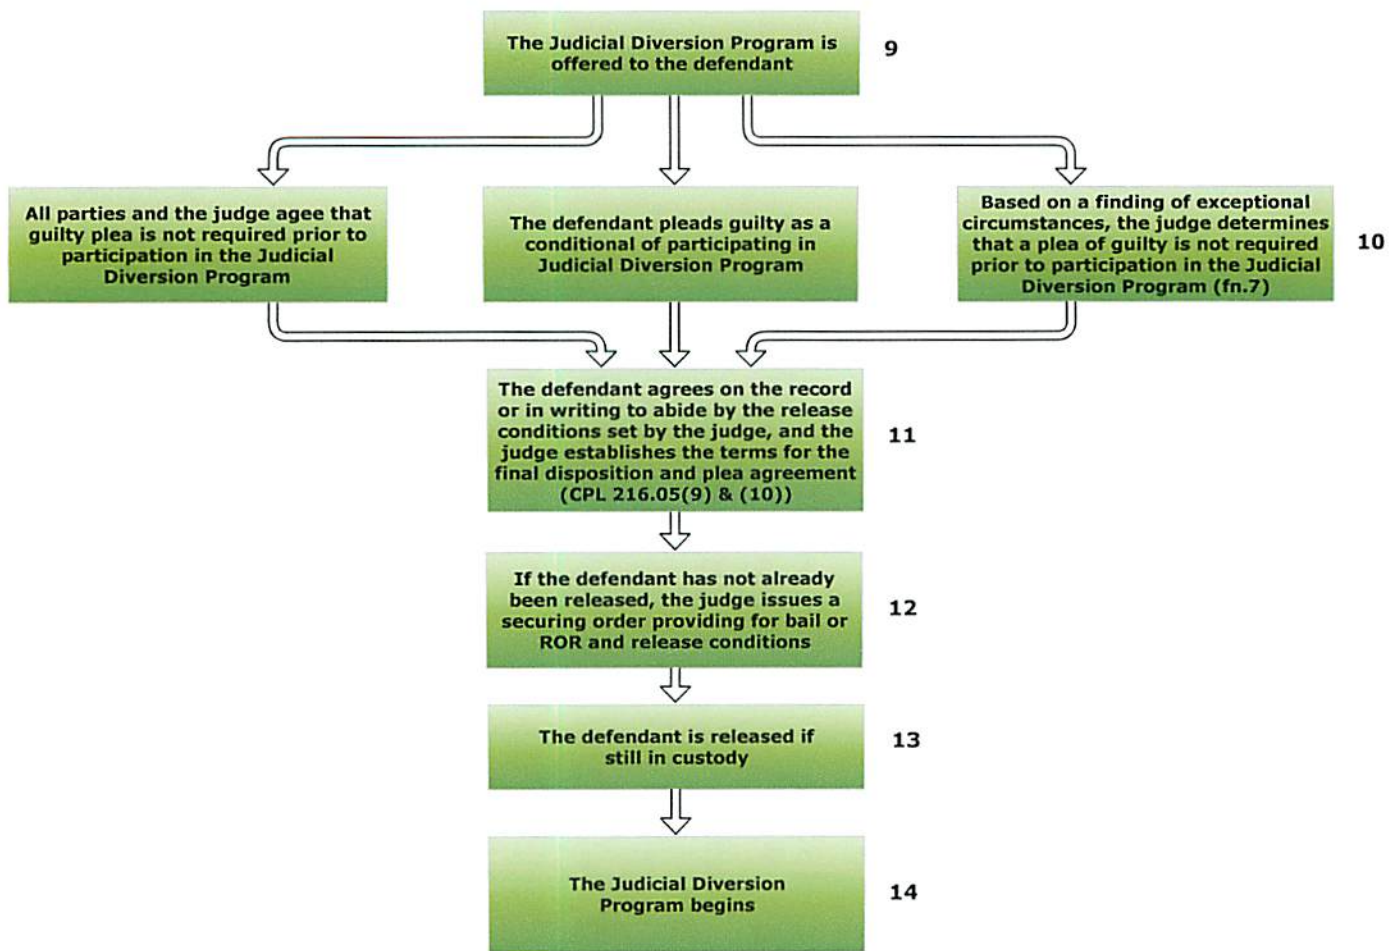 The Judicial Diversion Program is
offered to the defendant
9
All parties and the judge agree that
guilty plea is not required prior to
participation in the Judicial
Diversion Program
The defendant pleads guilty as a
conditional of participating in
Judicial Diversion Program
Based on a finding of exceptional
circumstances, the judge determines
that a plea of guilty is not required
prior to participation in the Judicial
Diversion Program (fn.7)
10
The defendant agrees on the record
or in writing to abide by the release
conditions set by the judge, and the
judge establishes the terms for the
final disposition and plea agreement
(CPL 216.05(9) & (10))
11
If the defendant has not already
been released, the judge issues a
securing order providing for bail or
ROR and release conditions
12
The defendant is released if
still in custody
13
The Judicial Diversion
Program begins
14